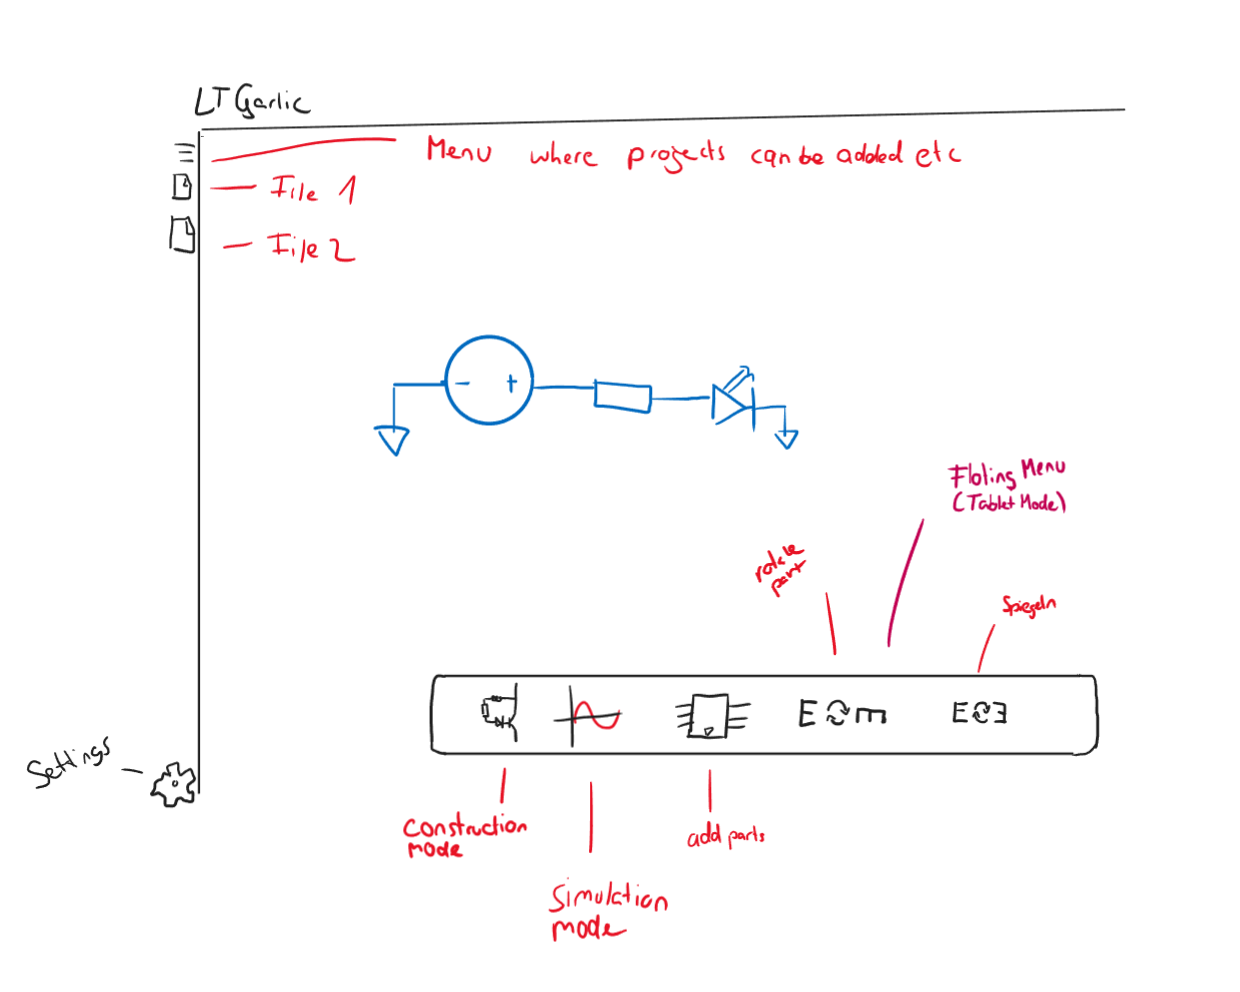 LT Garlic
Menu where projects can be added etc
File 1
File 2
- +
Floting Menu
(Tablet Mode)
rotate
part
Spiegeln
E m
E 3
Settings
construction
mode
add parts
Simulation
mode